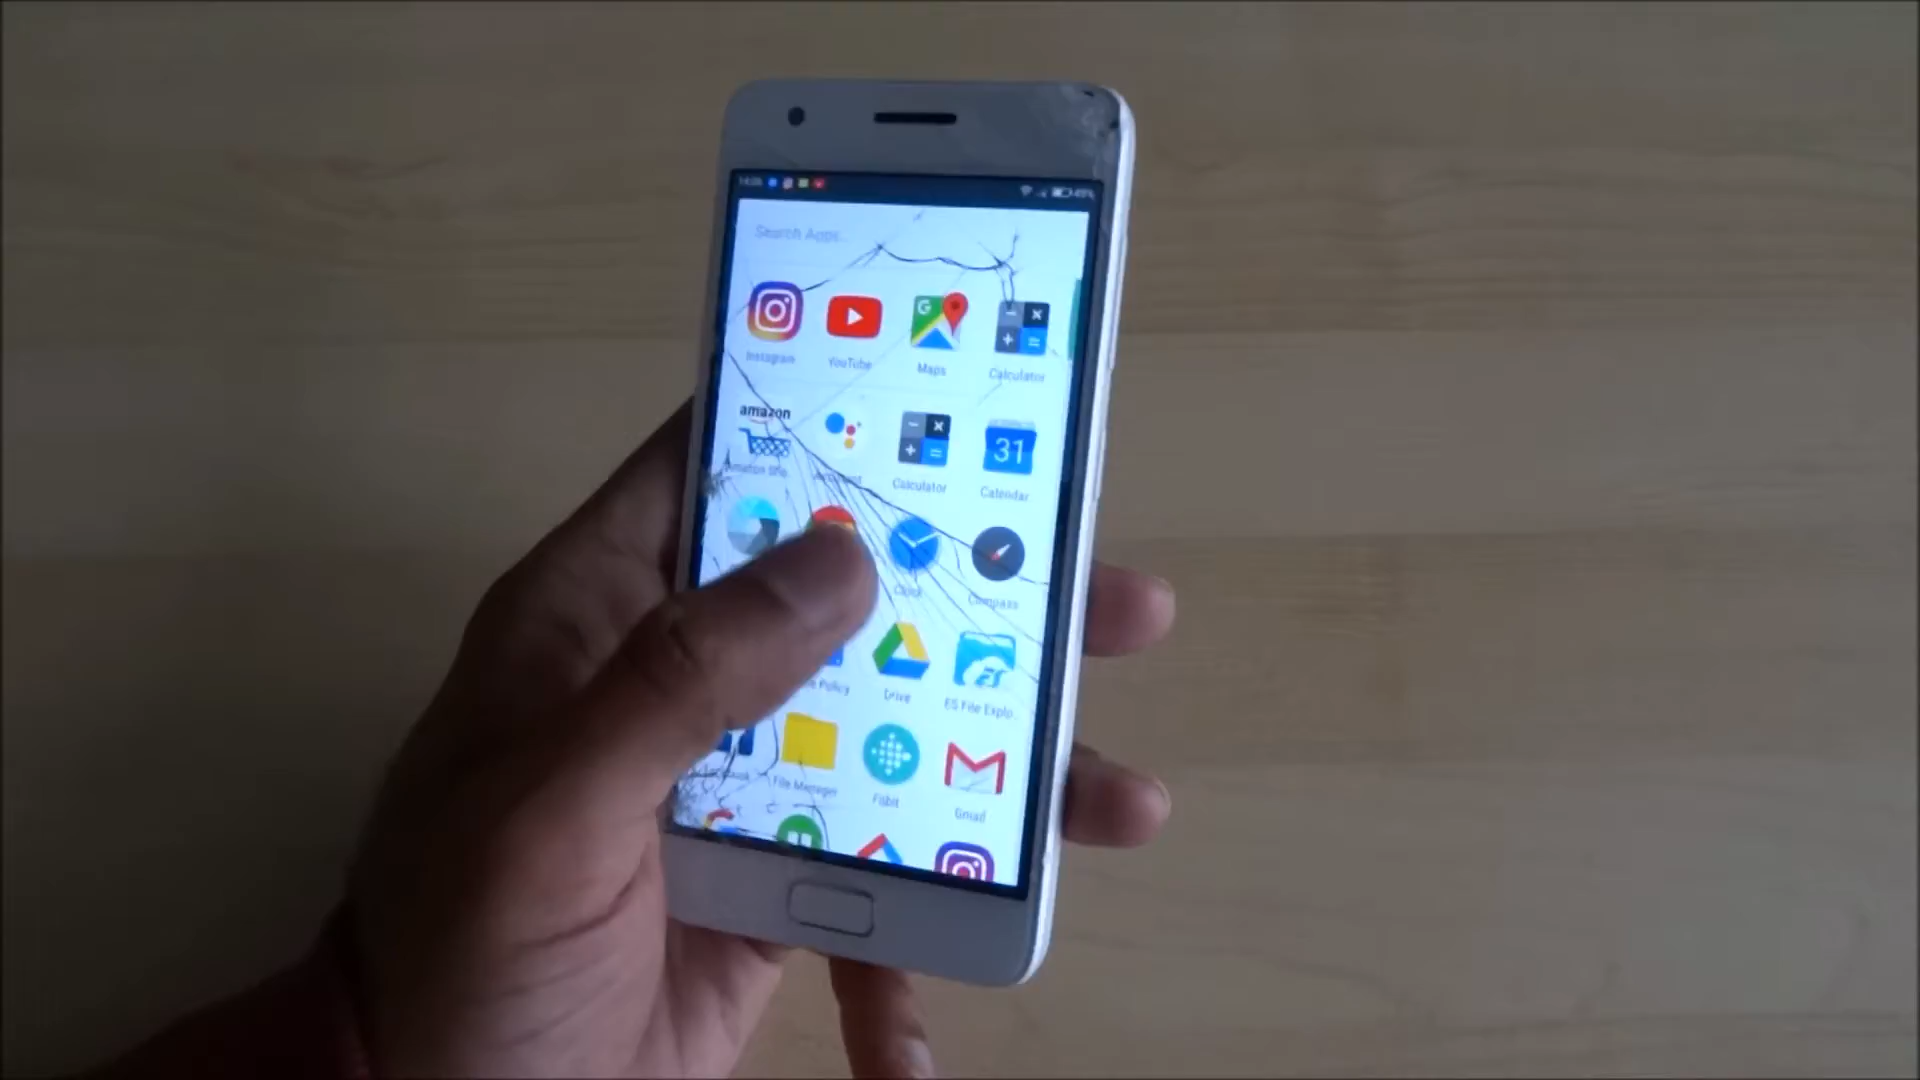 Search Apps..
Instagram
YouTube
Maps
Calculator
amazon
Calculator
31
Calendar
Clock
Compass
Policy
Drive
ES File Explo..
File Manager
Fitbit
Gmail